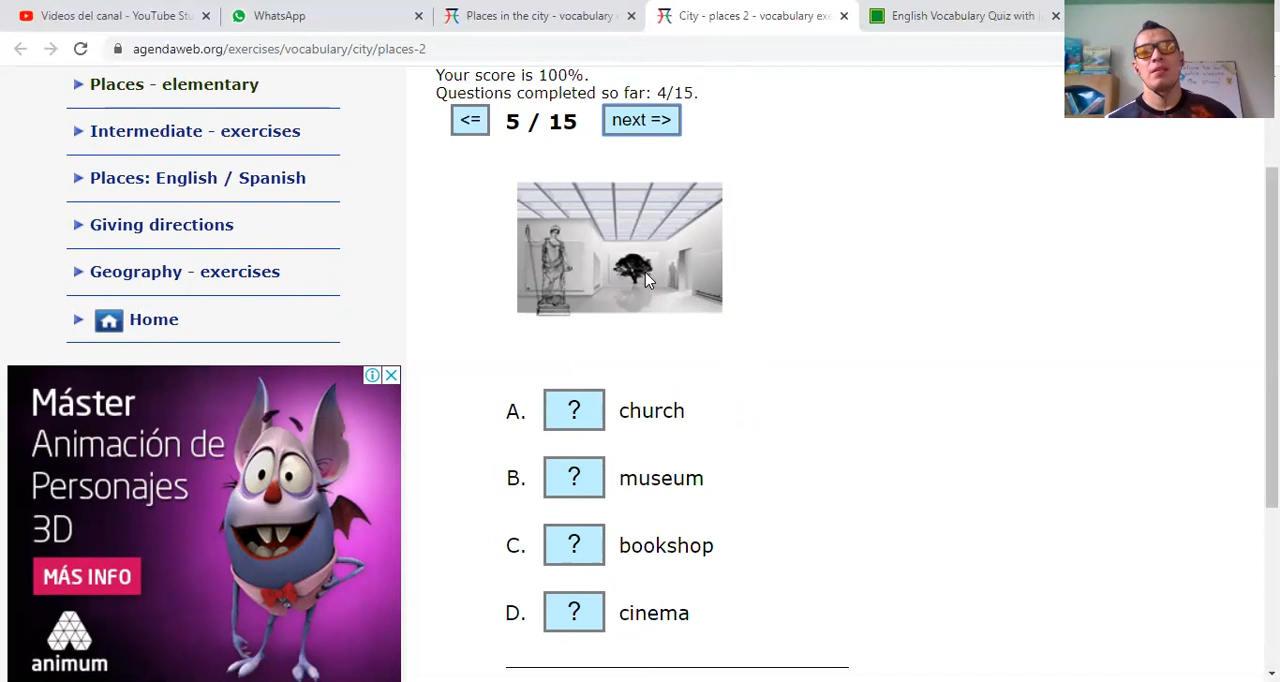 Videos del canal - YouTube Stu
WhatsApp
Places in the city - vocabulary
City - places 2 - vocabulary exe
English Vocabulary Quiz with
agendaweb.org/exercises/vocabulary/city/places-2
Places - elementary
Intermediate - exercises
Places: English / Spanish
Giving directions
Geography - exercises
Home
Máster
Animación de
Personajes
3D
MÁS INFO
animum
Your score is 100%.
Questions completed so far: 4/15.
<= 5 / 15 next =>
A. ? church
B. ? museum
C. ? bookshop
D. ? cinema